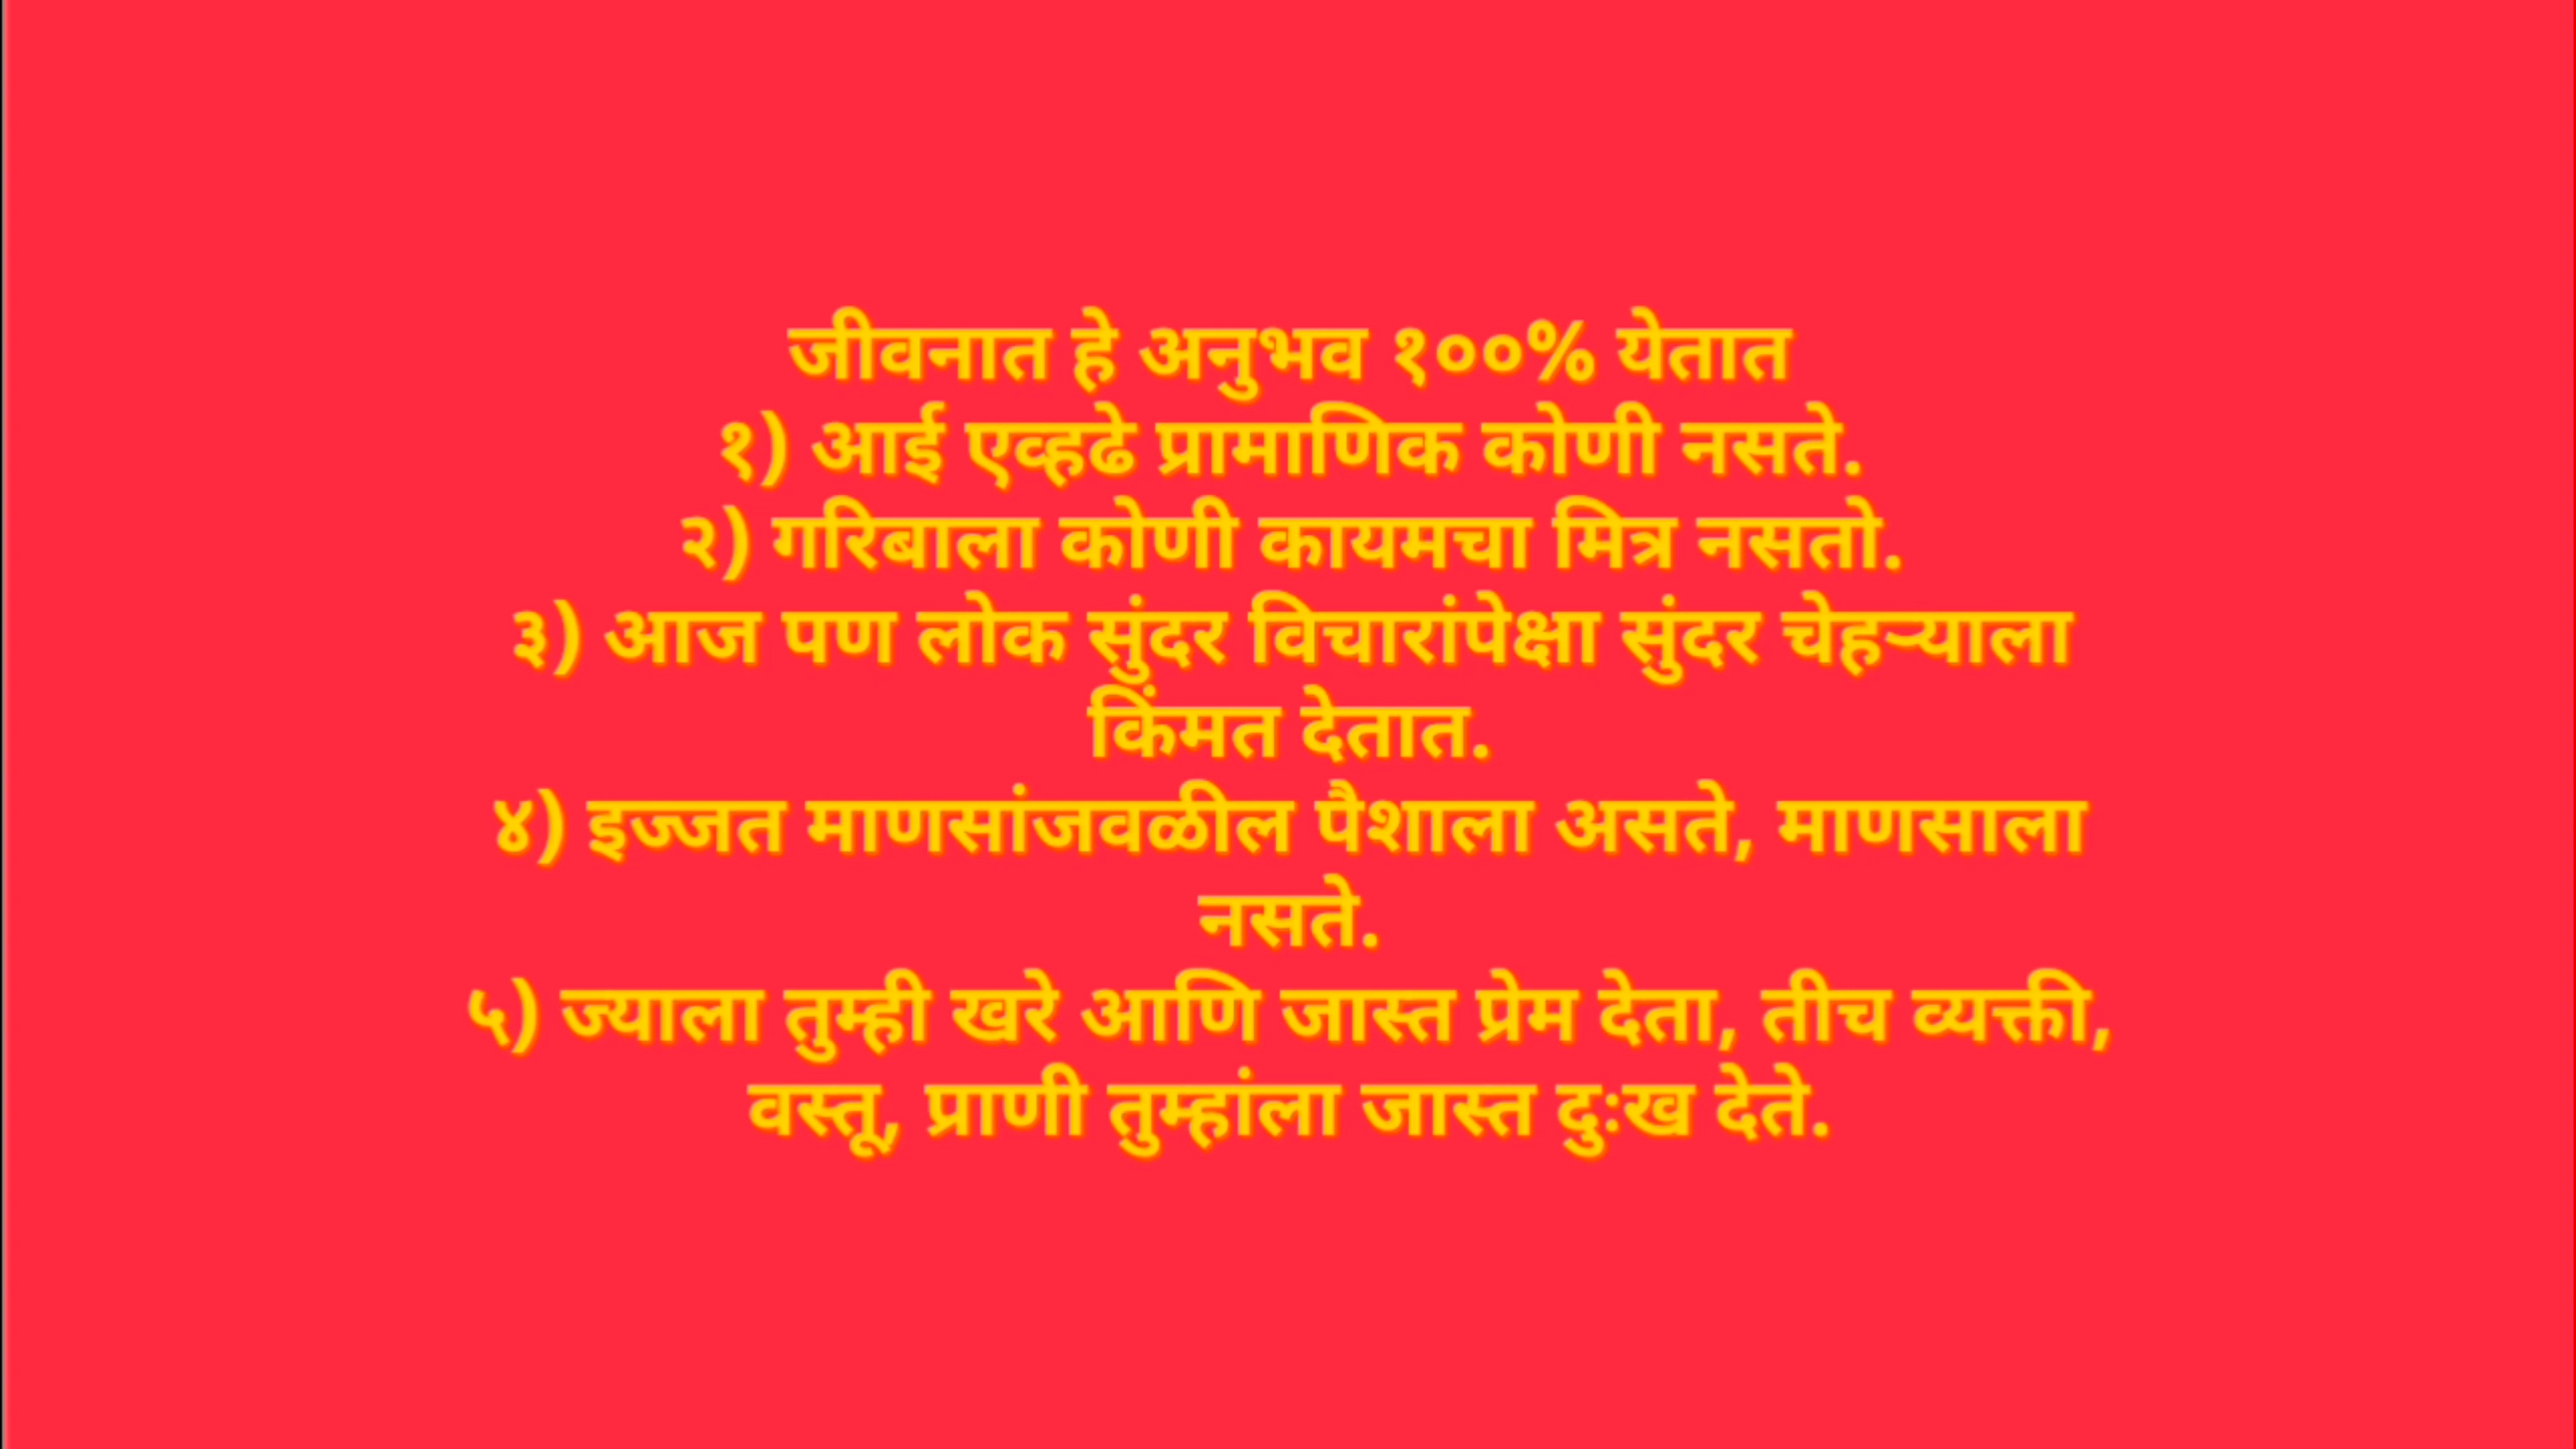 जीवनात हे अनुभव १००% येतात
१) आई एव्हढे प्रामाणिक कोणी नसते.
२) गरिबाला कोणी कायमचा मित्र नसतो.
३) आज पण लोक सुंदर विचारांपेक्षा सुंदर चेहऱ्याला
किंमत देतात.
४) इज्जत माणसांजवळील पैशाला असते, माणसाला
नसते.
५) ज्याला तुम्ही खरे आणि जास्त प्रेम देता, तीच व्यक्ती,
वस्तू, प्राणी तुम्हांला जास्त दुःख देते.